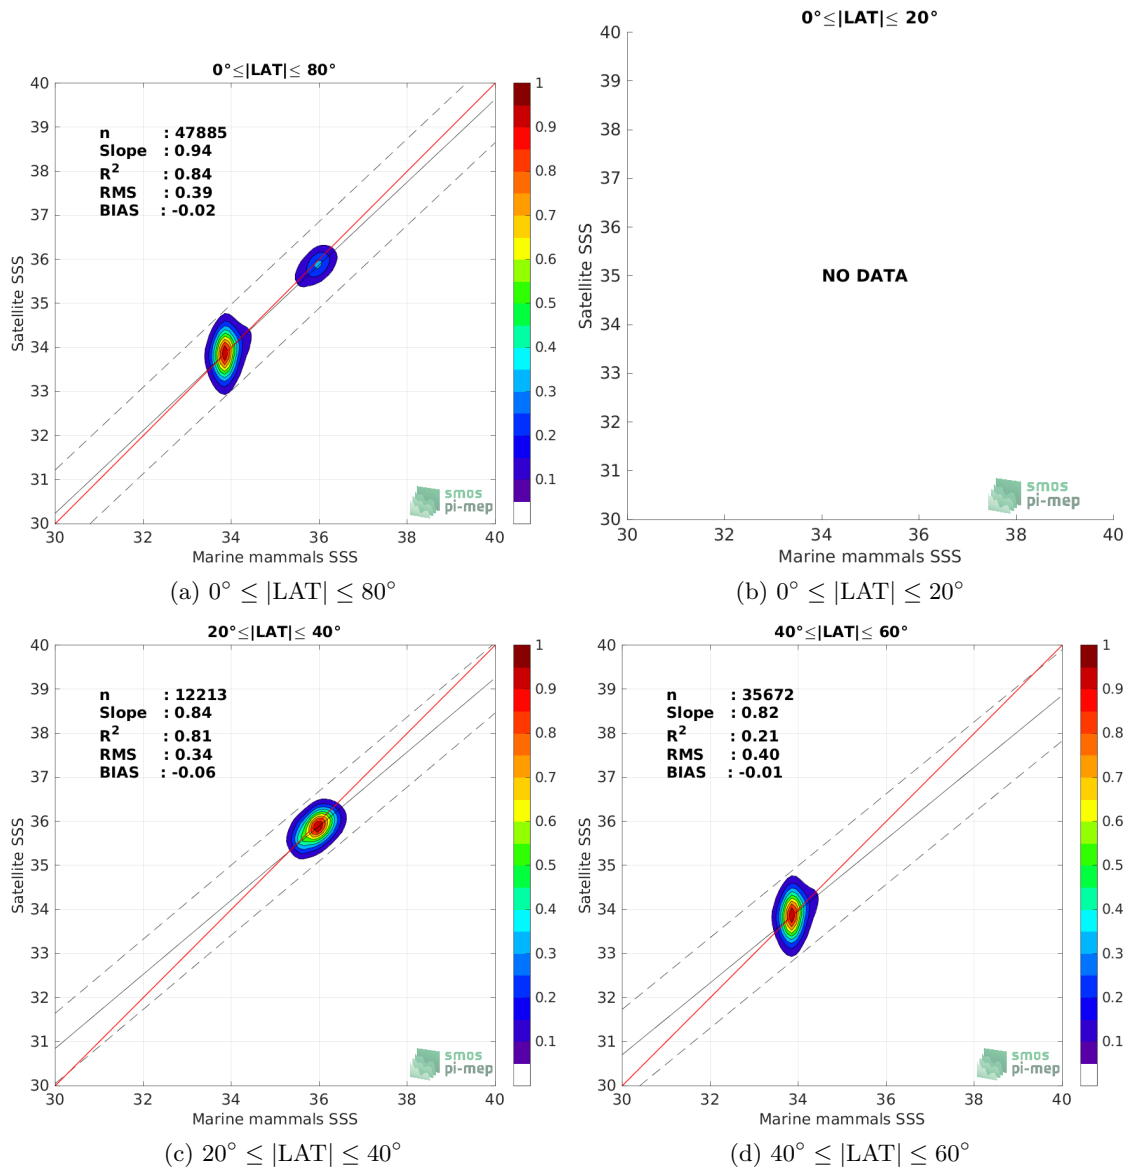 0°≤|LAT|≤ 80°
40
39
38
37
36
35
34
33
32
31
30
30
32
34
36
38
40
Satellite SSS
Marine mammals SSS
n : 47885
Slope : 0.94
R² : 0.84
RMS : 0.39
BIAS : -0.02
smos
pi-mep
1
0.9
0.8
0.7
0.6
0.5
0.4
0.3
0.2
0.1
(a) 0° ≤ |LAT| ≤ 80°
0°≤|LAT|≤ 20°
40
39
38
37
36
35
34
33
32
31
30
30
32
34
36
38
40
Satellite SSS
Marine mammals SSS
NO DATA
smos
pi-mep
(b) 0° ≤ |LAT| ≤ 20°
20°≤|LAT|≤ 40°
40
39
38
37
36
35
34
33
32
31
30
30
32
34
36
38
40
Satellite SSS
Marine mammals SSS
n : 12213
Slope : 0.84
R² : 0.81
RMS : 0.34
BIAS : -0.06
smos
pi-mep
1
0.9
0.8
0.7
0.6
0.5
0.4
0.3
0.2
0.1
(c) 20° ≤ |LAT| ≤ 40°
40°≤|LAT|≤ 60°
40
39
38
37
36
35
34
33
32
31
30
30
32
34
36
38
40
Satellite SSS
Marine mammals SSS
n : 35672
Slope : 0.82
R² : 0.21
RMS : 0.40
BIAS : -0.01
smos
pi-mep
1
0.9
0.8
0.7
0.6
0.5
0.4
0.3
0.2
0.1
(d) 40° ≤ |LAT| ≤ 60°